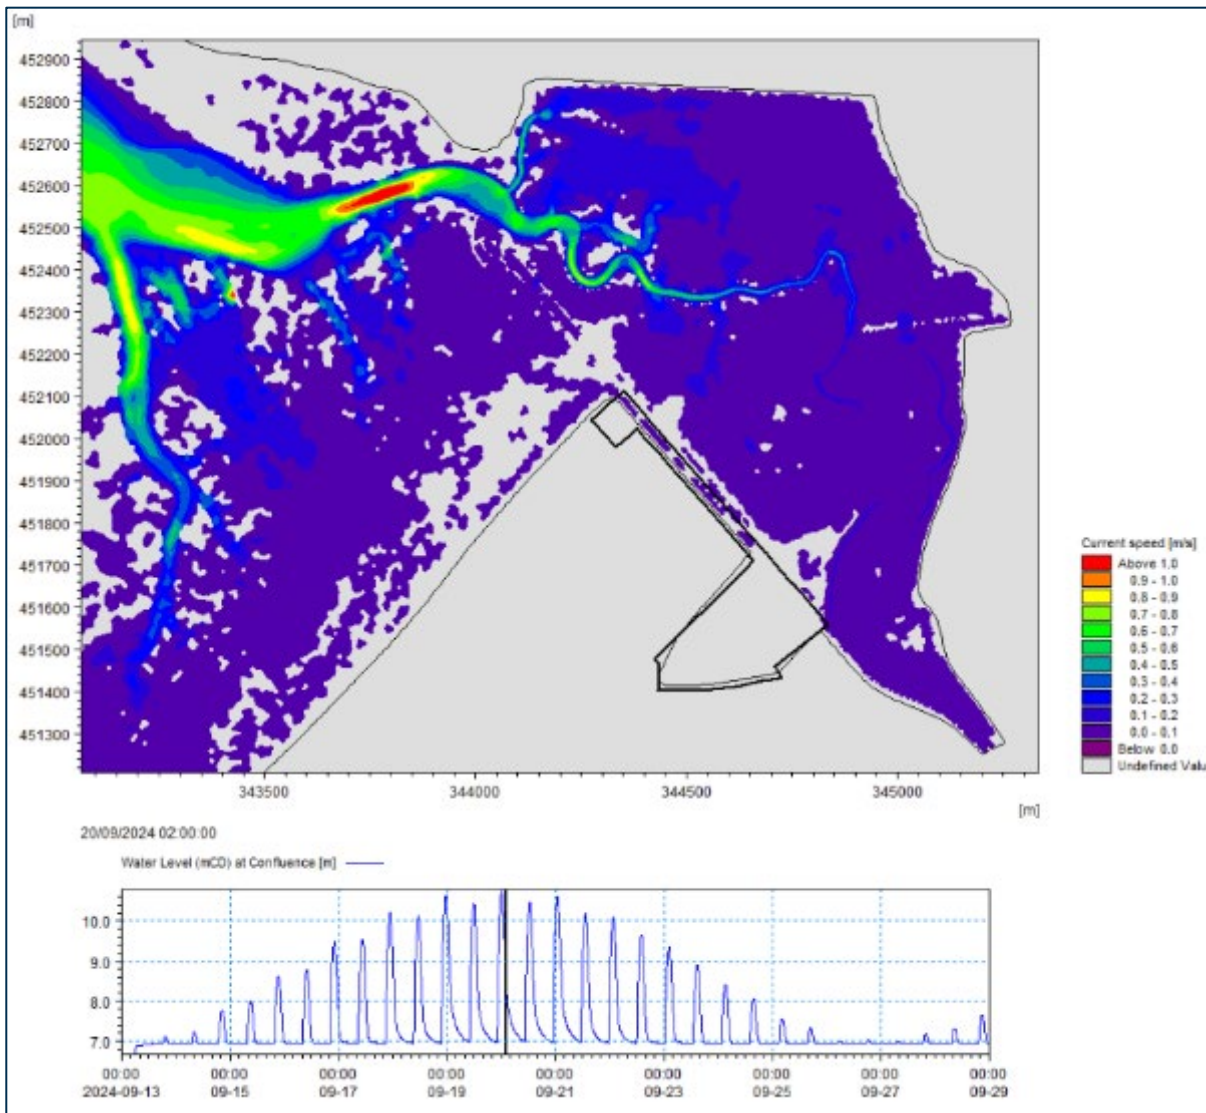 [m]
452900
452800
452700
452600
452500
452400
452300
452200
452100
452000
451900
451800
451700
451600
451500
451400
451300
343500 344000 344500 345000
[m]
Current speed [m/s]
Above 1.0
0.9 - 1.0
0.8 - 0.9
0.7 - 0.8
0.6 - 0.7
0.5 - 0.6
0.4 - 0.5
0.3 - 0.4
0.2 - 0.3
0.1 - 0.2
0.0 - 0.1
Below 0.0
Undefined Valu
20/09/2024 02:00:00
Water Level (mCD) at Confluence [m]
10.0
9.0
8.0
7.0
00:00 00:00 00:00 00:00 00:00 00:00 00:00 00:00 00:00
2024-09-13 09-15 09-17 09-19 09-21 09-23 09-25 09-27 09-29